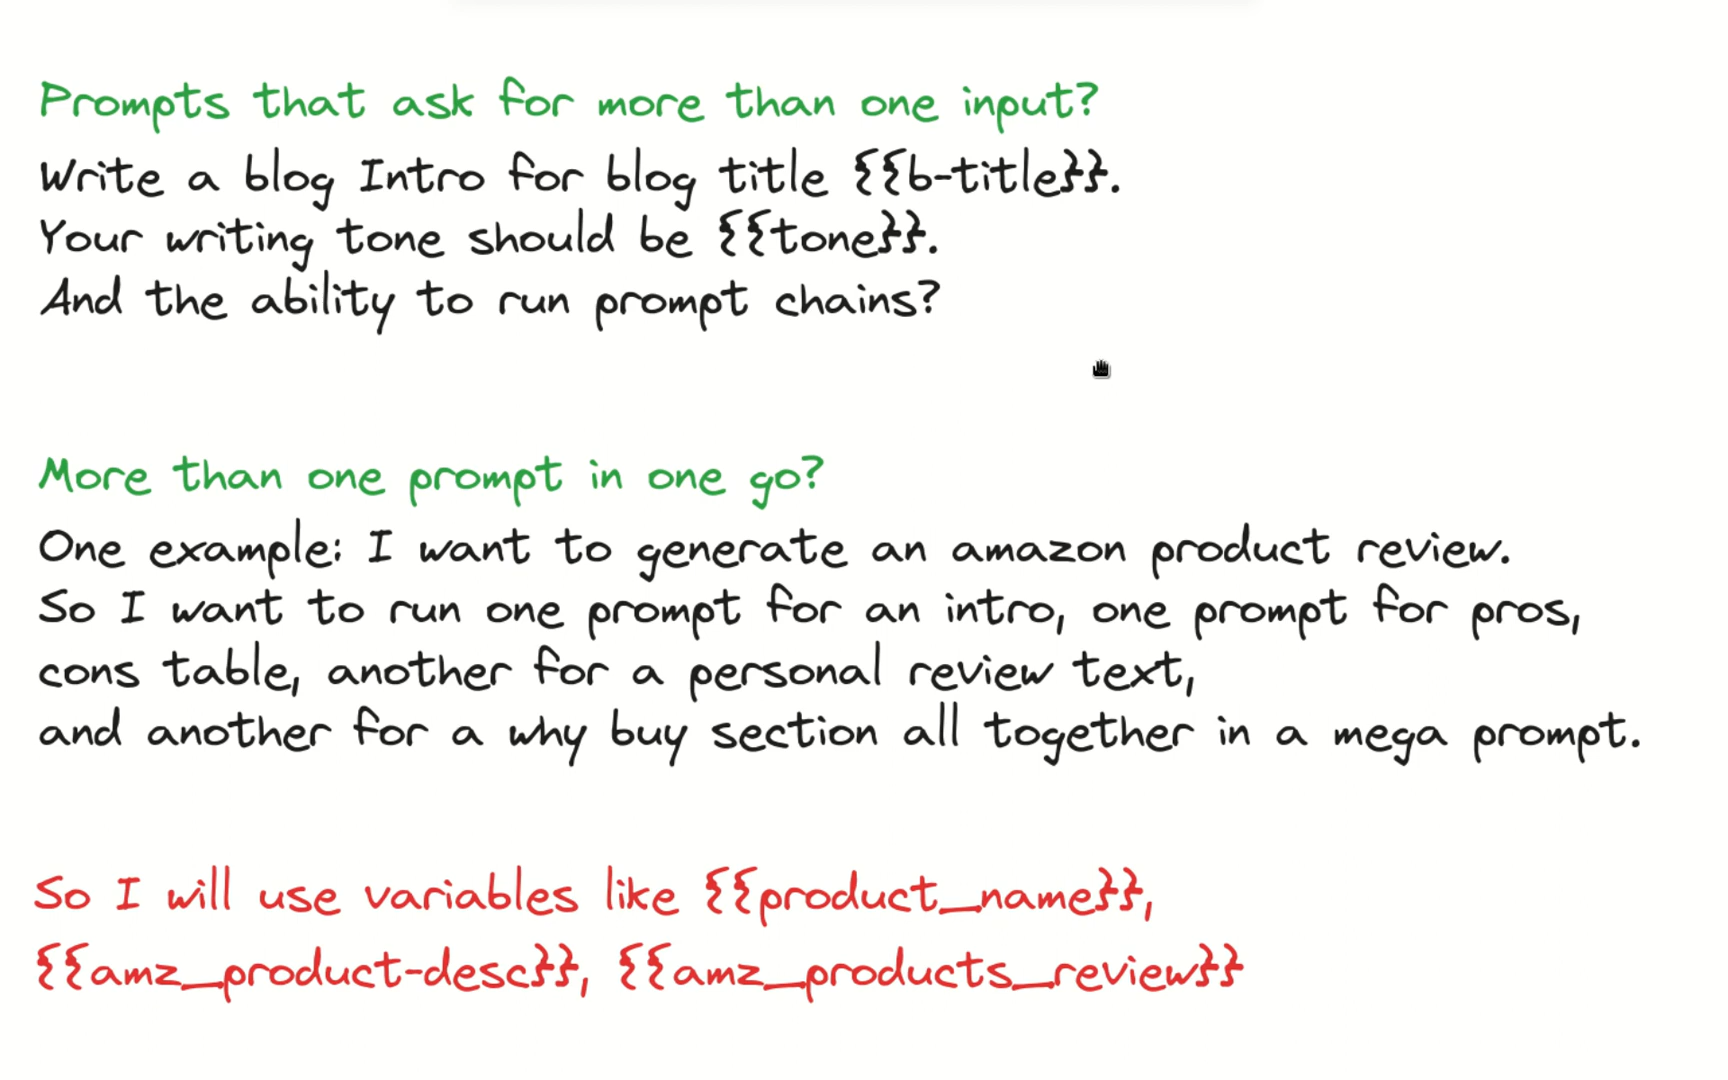 Prompts that ask for more than one input?
Write a blog Intro for blog title {{b-title}}.
Your writing tone should be {{tone}}.
And the ability to run prompt chains?
More than one prompt in one go?
One example: I want to generate an amazon product review.
So I want to run one prompt for an intro, one prompt for pros,
cons table, another for a personal review text,
and another for a why buy section all together in a mega prompt.
So I will use variables like {{product_name}},
{{amz_product-desc}}, {{amz_products_review}}